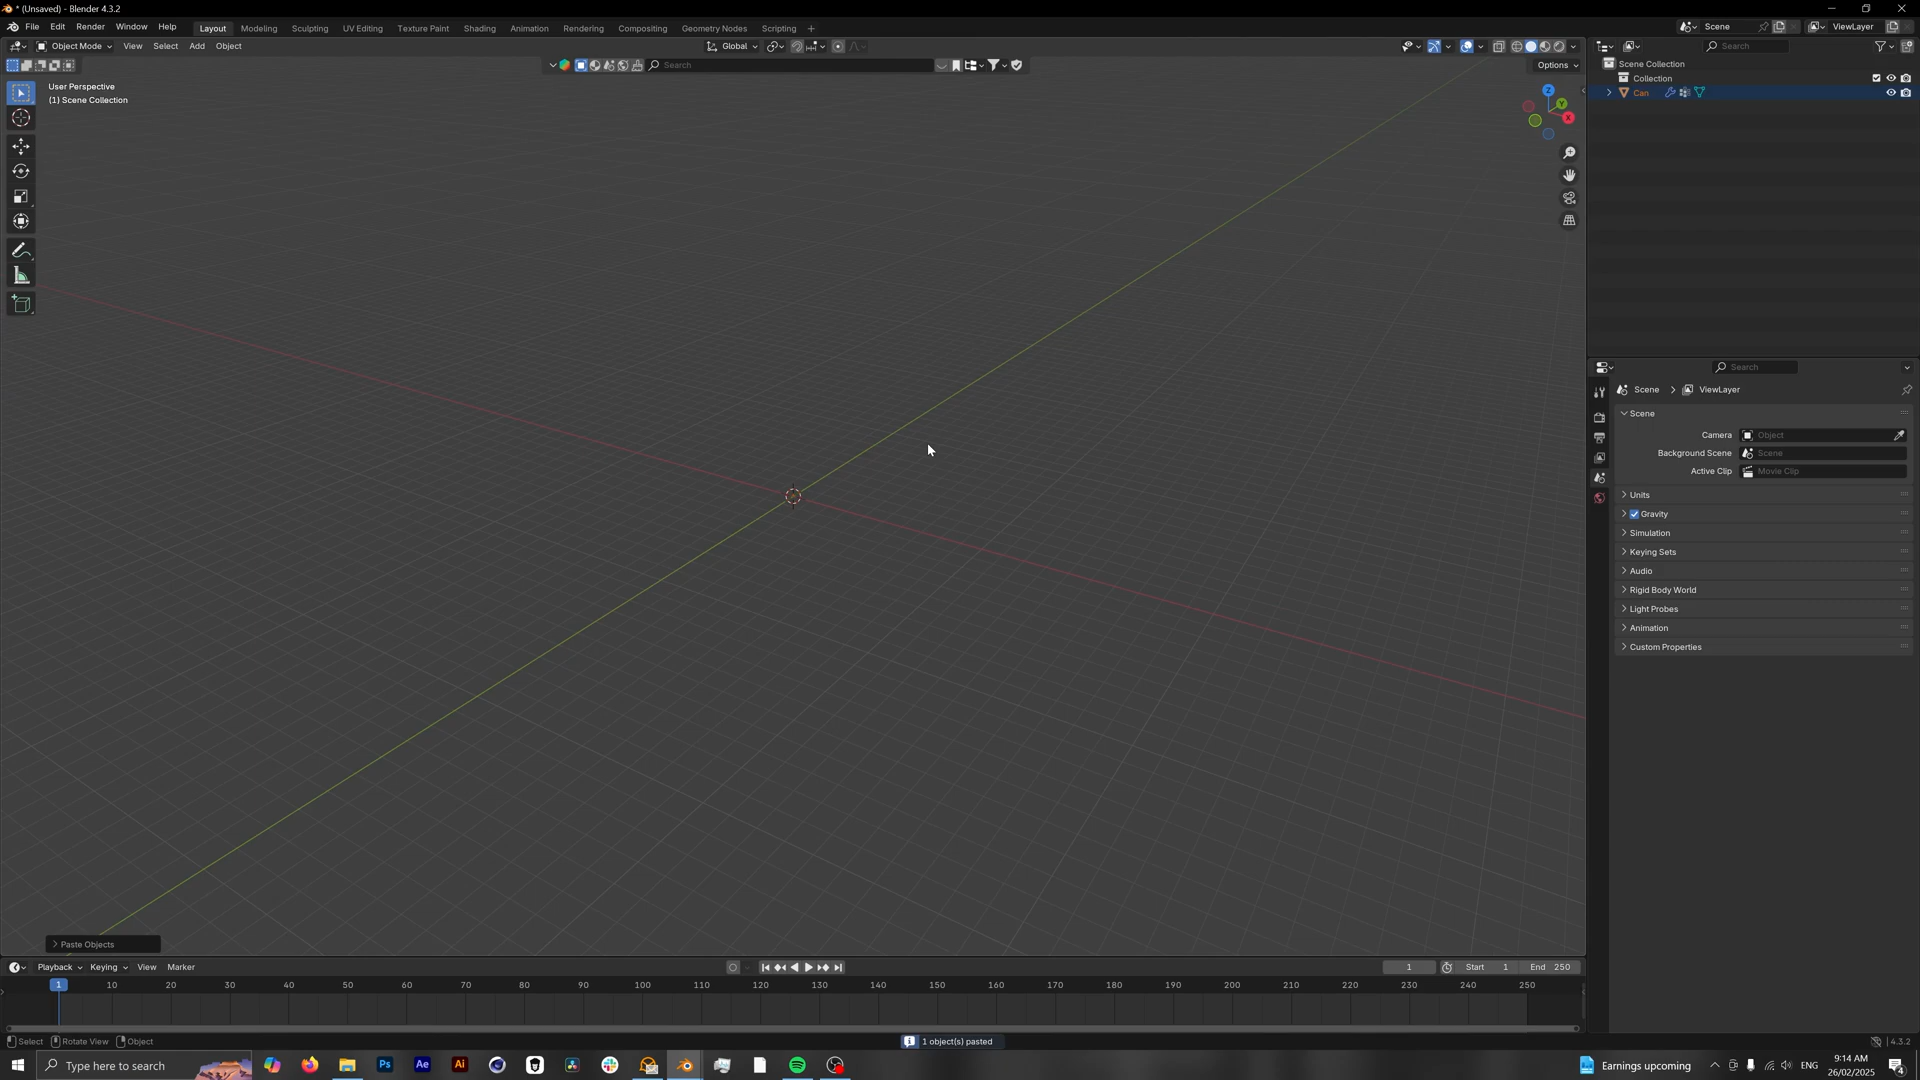 * (Unsaved) - Blender 4.3.2
File Edit Render Window Help Layout Modeling Sculpting UV Editing Texture Paint Shading Animation Rendering Compositing Geometry Nodes Scripting + Scene ViewLayer
Object Mode View Select Add Object Global Search
Search Options
User Perspective
(1) Scene Collection
Z
Y
X
Scene Collection
Collection
Can
Search
Scene > ViewLayer
Scene
Camera Object
Background Scene Scene
Active Clip Movie Clip
Units
Gravity
Simulation
Keying Sets
Audio
Rigid Body World
Light Probes
Animation
Custom Properties
Paste Objects
Playback Keying View Marker 1 Start 1 End 250
1 10 20 30 40 50 60 70 80 90 100 110 120 130 140 150 160 170 180 190 200 210 220 230 240 250
Select Rotate View Object 1 object(s) pasted 4.3.2
Type here to search Ps Ae Ai Earnings upcoming ENG
9:14 AM
26/02/2025
4